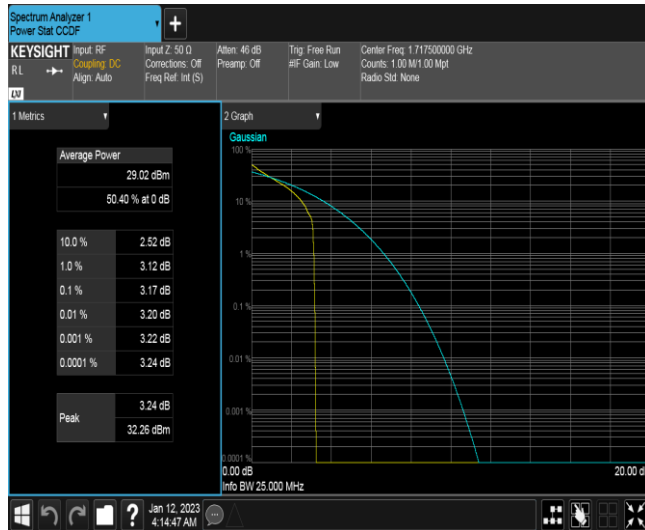 Spectrum Analyzer 1
Power Stat CCDF
+
KEYSIGHT
RL
LXI
Input: RF
Coupling: DC
Align: Auto
Input Z: 50 Ω
Corrections: Off
Freq Ref: Int (S)
Atten: 46 dB
Preamp: Off
Trig: Free Run
#IF Gain: Low
Center Freq: 1.717500000 GHz
Counts: 1.00 M/1.00 Mpt
Radio Std: None
1 Metrics
Average Power
29.02 dBm
50.40 % at 0 dB
10.0 % 2.52 dB
1.0 % 3.12 dB
0.1 % 3.17 dB
0.01 % 3.20 dB
0.001 % 3.22 dB
0.0001 % 3.24 dB
Peak
3.24 dB
32.26 dBm
2 Graph
Gaussian
100 %
10 %
1 %
0.1 %
0.01 %
0.001 %
0.0001 %
0.00 dB
20.00 d
Info BW 25.000 MHz
?
Jan 12, 2023
4:14:47 AM